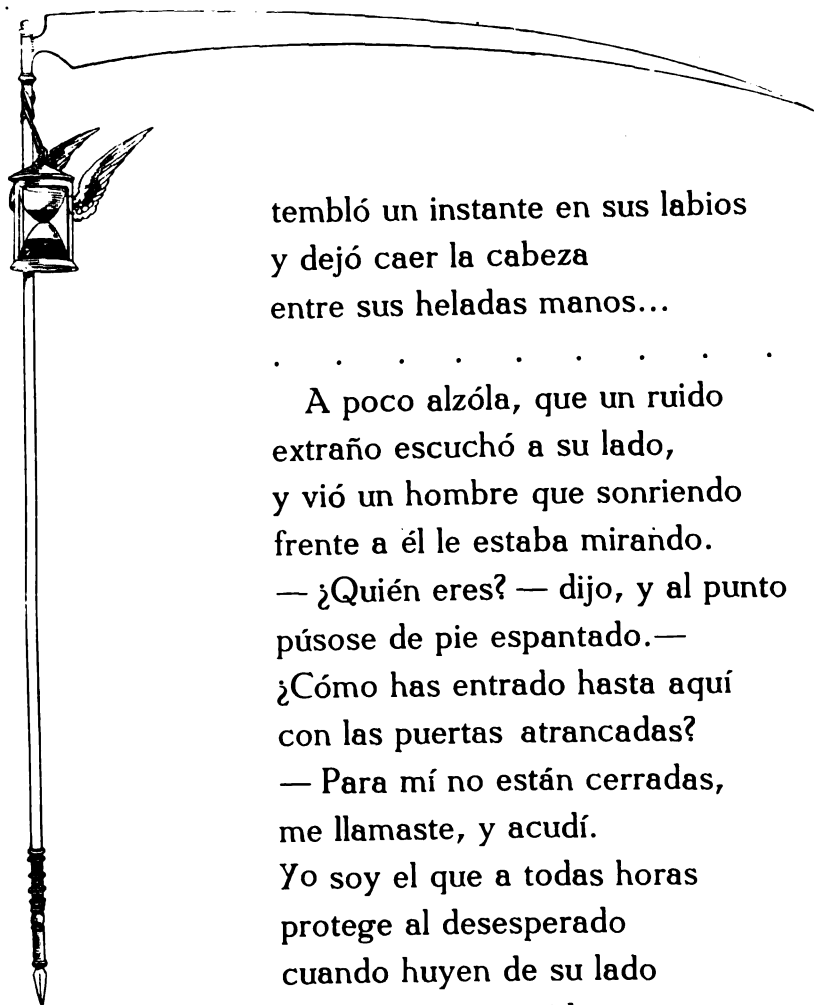 tembló un instante en sus labios
y dejó caer la cabeza
entre sus heladas manos...
. . . . . . . . .
A poco alzóla, que un ruido
extraño escuchó a su lado,
y vió un hombre que sonriendo
frente a él le estaba mirando.
— ¿Quién eres? — dijo, y al punto
púsose de pie espantado.—
¿Cómo has entrado hasta aquí
con las puertas atrancadas?
— Para mí no están cerradas,
me llamaste, y acudí.
Yo soy el que a todas horas
protege al desesperado
cuando huyen de su lado